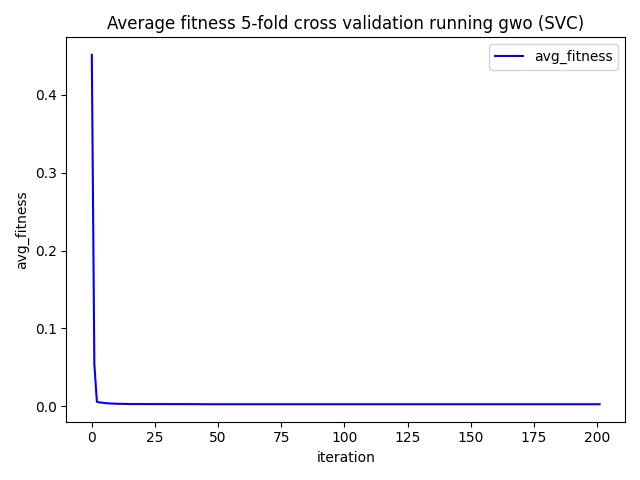 Average fitness 5-fold cross validation running gwo (SVC)
avg_fitness
0.4
0.3
0.2
0.1
0.0
avg_fitness
0 25 50 75 100 125 150 175 200
iteration